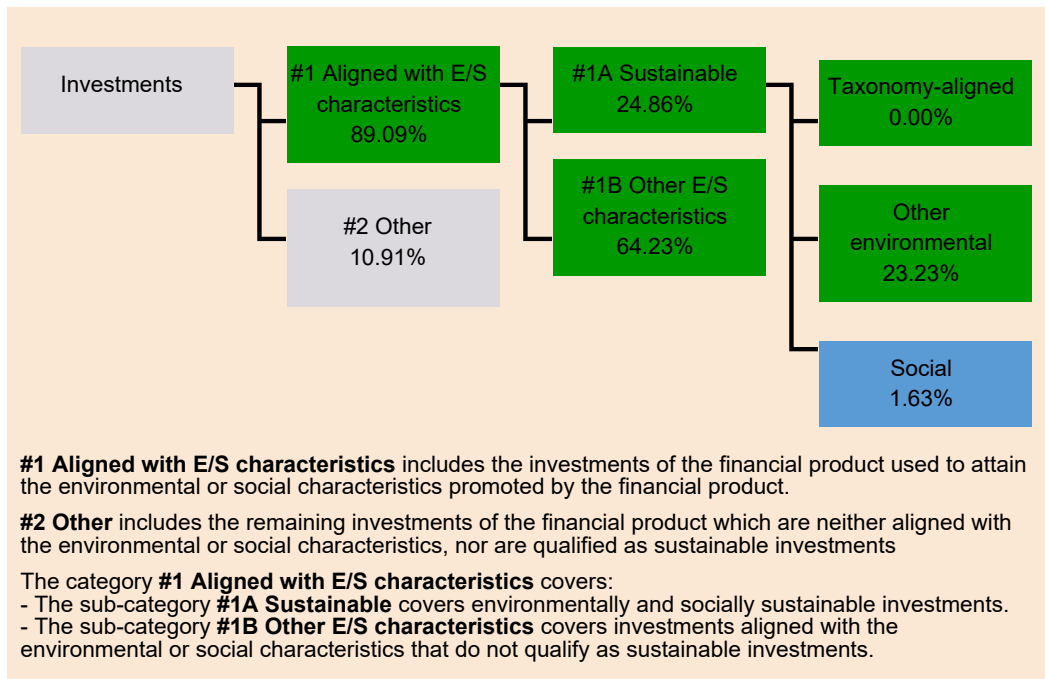 Investments
#1 Aligned with E/S
characteristics
89.09%
#2 Other
10.91%
#1A Sustainable
24.86%
#1B Other E/S
characteristics
64.23%
Taxonomy-aligned
0.00%
Other
environmental
23.23%
Social
1.63%
#1 Aligned with E/S characteristics includes the investments of the financial product used to attain
the environmental or social characteristics promoted by the financial product.
#2 Other includes the remaining investments of the financial product which are neither aligned with
the environmental or social characteristics, nor are qualified as sustainable investments
The category #1 Aligned with E/S characteristics covers:
- The sub-category #1A Sustainable covers environmentally and socially sustainable investments.
- The sub-category #1B Other E/S characteristics covers investments aligned with the
environmental or social characteristics that do not qualify as sustainable investments.